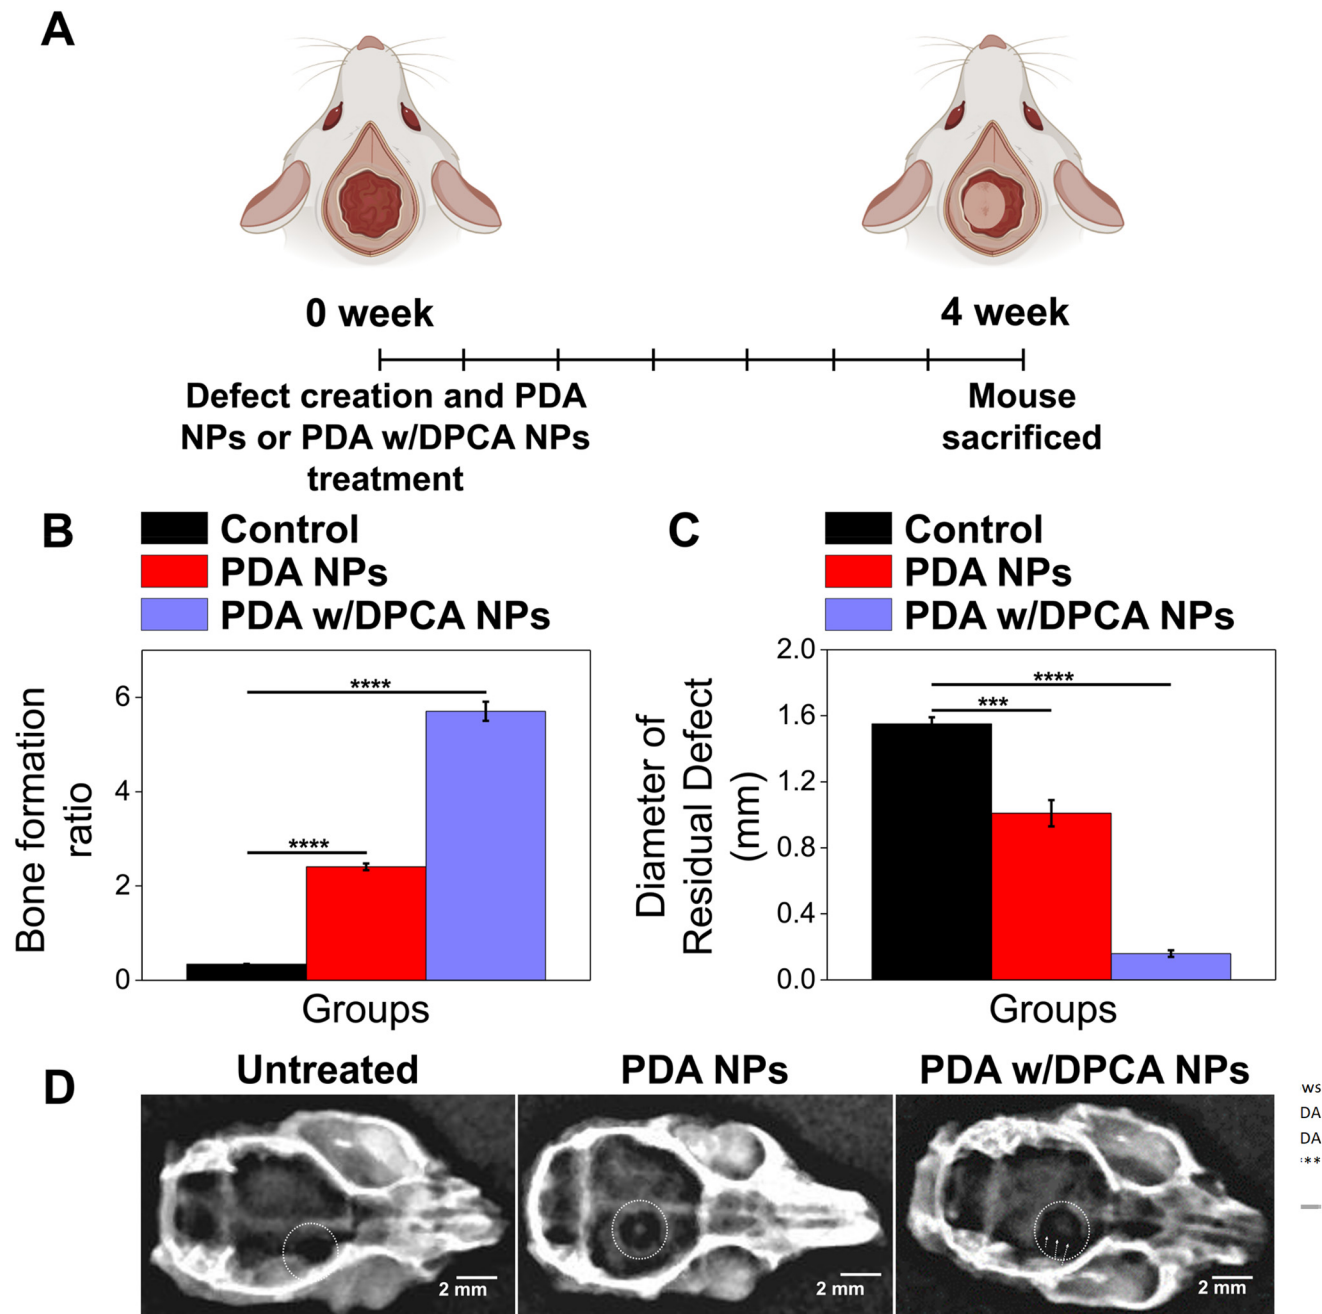 A
0 week
4 week
Defect creation and PDA
NPs or PDA w/DPCA NPs
treatment
Mouse
sacrificed
B
Control
PDA NPs
PDA w/DPCA NPs
Bone formation
ratio
6
4
2
0
****
****
Groups
C
Control
PDA NPs
PDA w/DPCA NPs
Diameter of
Residual Defect
(mm)
2.0
1.6
1.2
0.8
0.4
0.0
****
***
Groups
D
Untreated
PDA NPs
PDA w/DPCA NPs
2 mm
2 mm
2 mm
ws
DA
DA
**